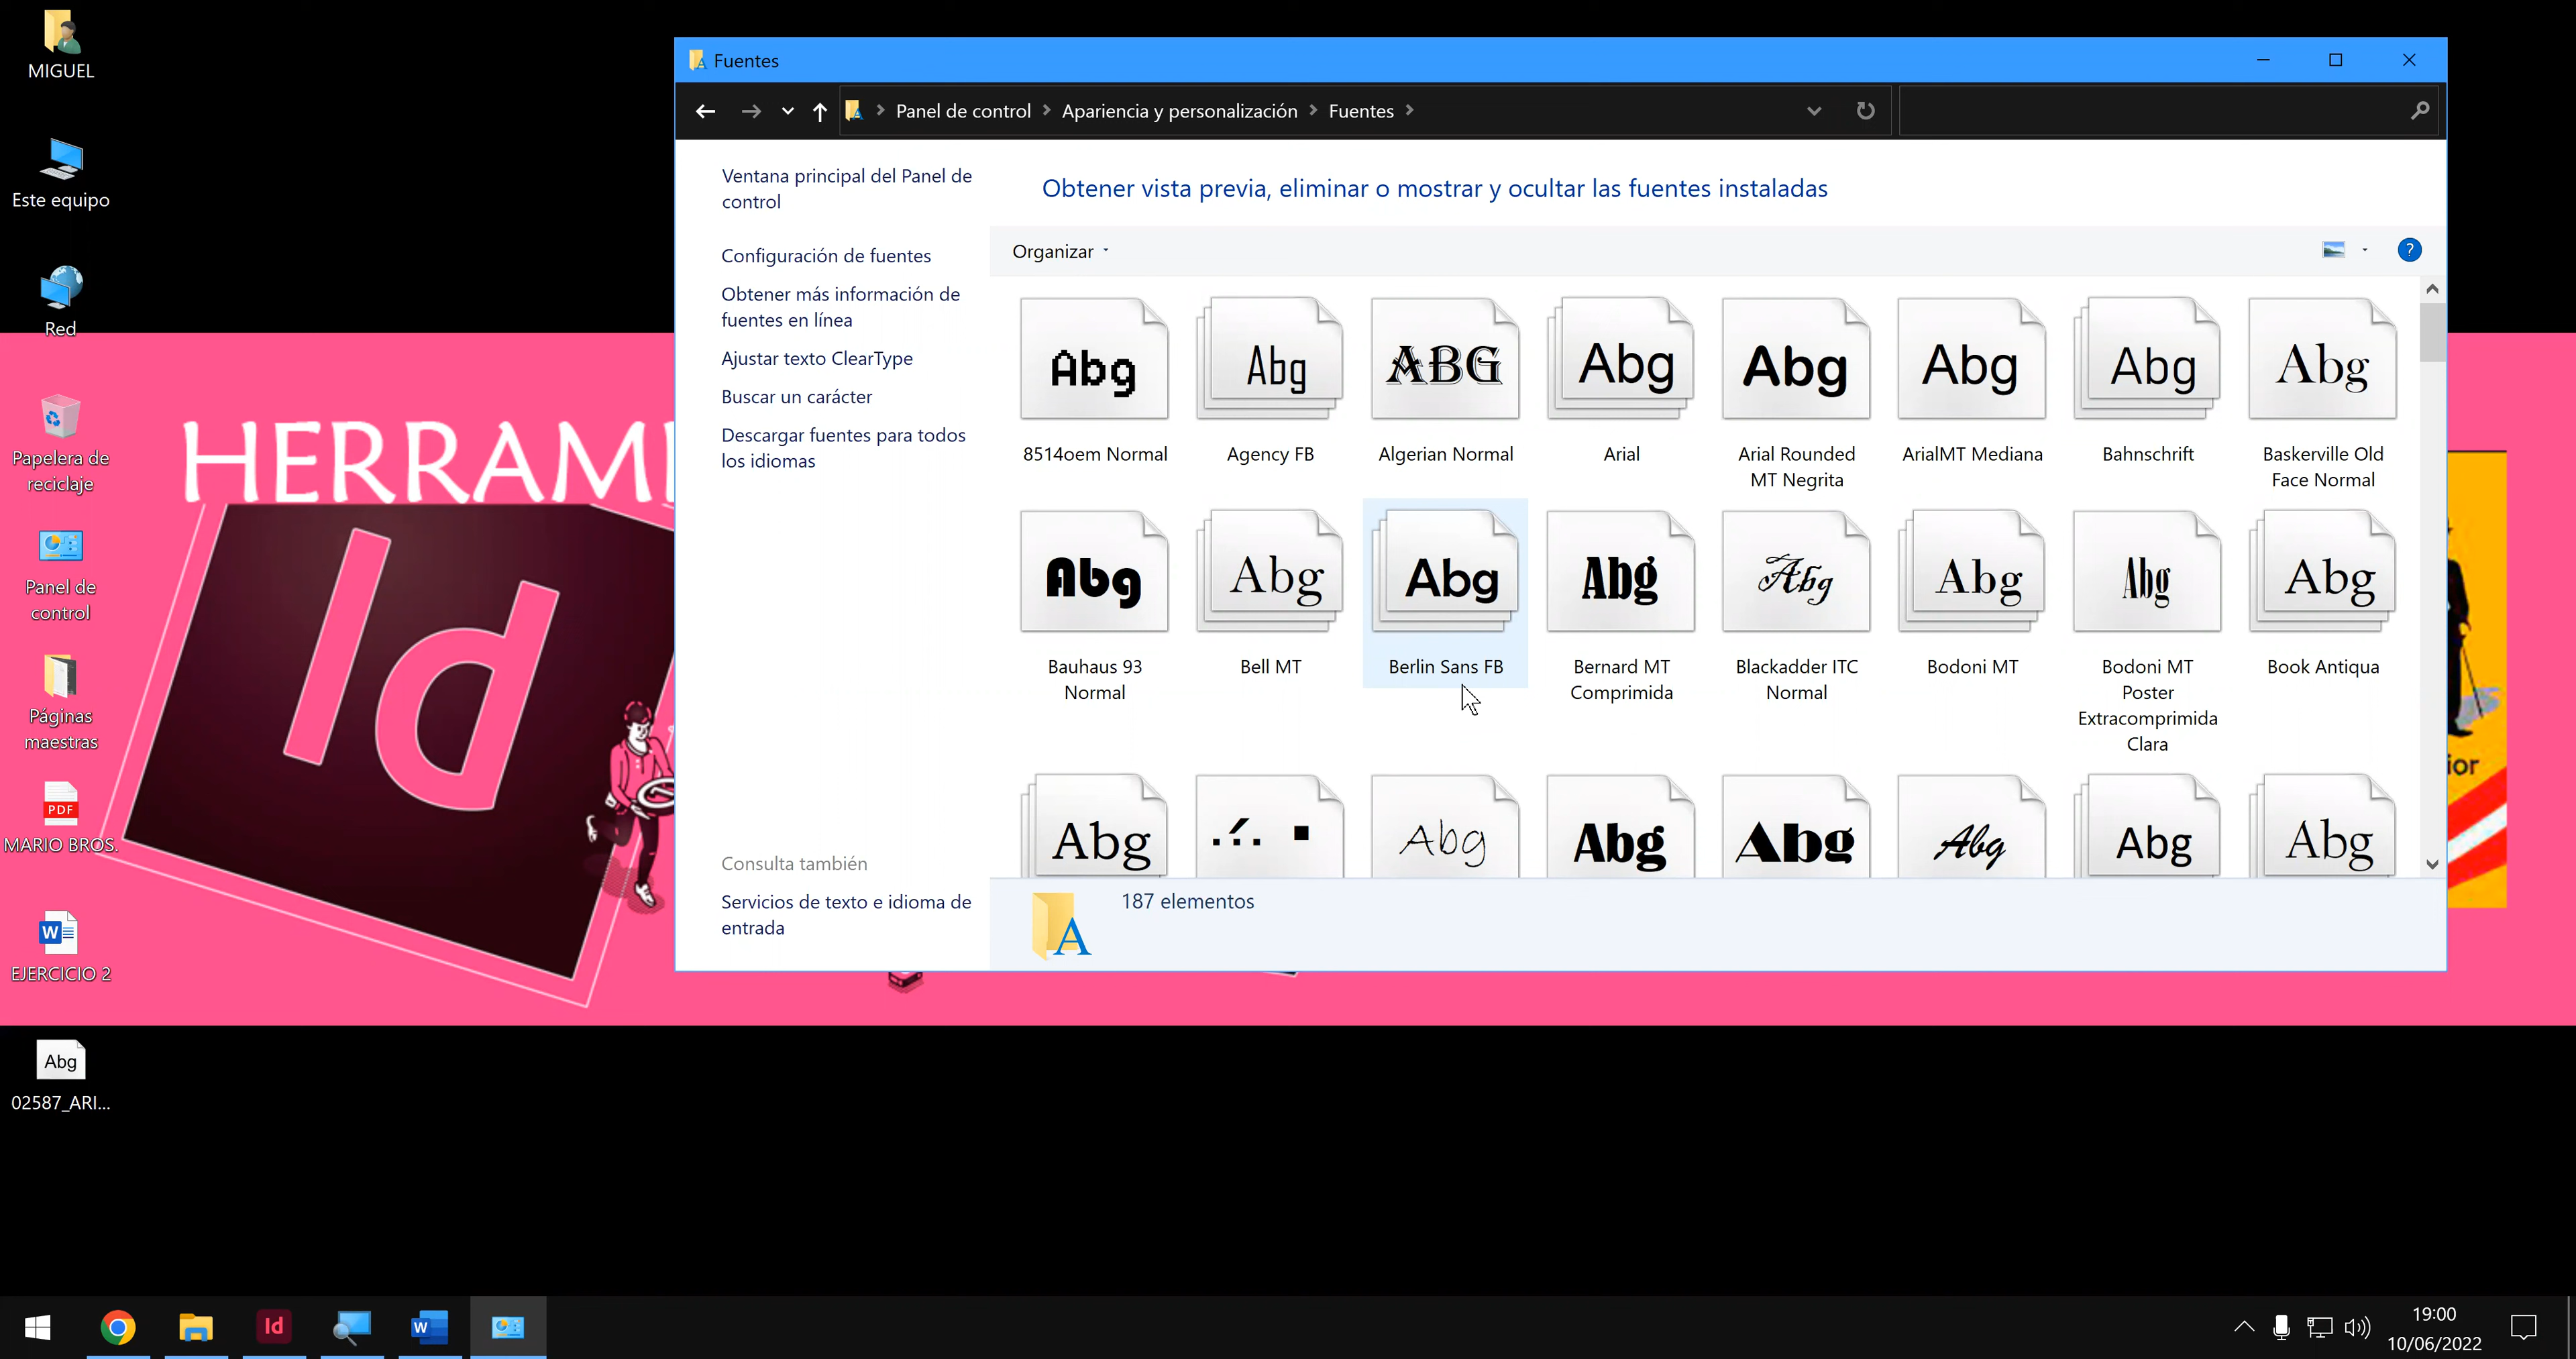 MIGUEL
Este equipo
Red
Papelera de
reciclaje
Panel de
control
Páginas
maestras
PDF
MARIO BROS.
W
EJERCICIO 2
Abg
02587_ARI...
HERRAMI
Id
ior
Fuentes
Panel de control
Apariencia y personalización
Fuentes
Ventana principal del Panel de
control
Configuración de fuentes
Obtener más información de
fuentes en línea
Ajustar texto ClearType
Buscar un carácter
Descargar fuentes para todos
los idiomas
Consulta también
Servicios de texto e idioma de
entrada
Obtener vista previa, eliminar o mostrar y ocultar las fuentes instaladas
Organizar
?
Abg Abg ABG Abg Abg Abg Abg Abg
8514oem Normal
Agency FB
Algerian Normal
Arial
Arial Rounded
MT Negrita
ArialMT Mediana
Bahnschrift
Baskerville Old
Face Normal
Abg Abg Abg Abg Abg Abg Abg Abg
Bauhaus 93
Normal
Bell MT
Berlin Sans FB
Bernard MT
Comprimida
Blackadder ITC
Normal
Bodoni MT
Bodoni MT
Poster
Extracomprimida
Clara
Book Antiqua
Abg Abg Abg Abg Abg Abg Abg
A
187 elementos
Id
W
19:00
10/06/2022